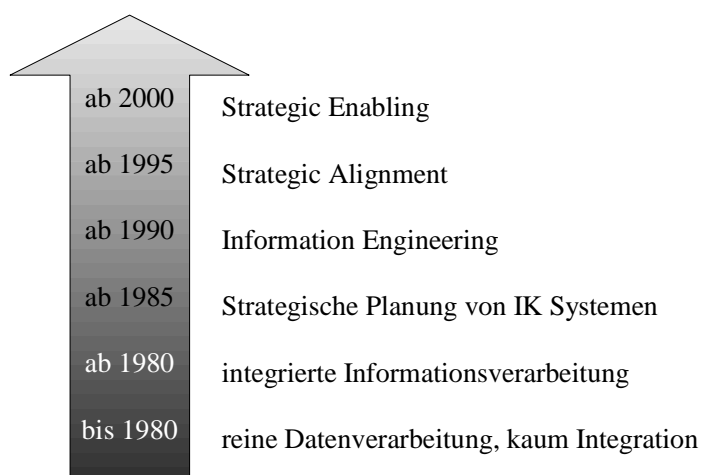 ab 2000 Strategic Enabling
ab 1995 Strategic Alignment
ab 1990 Information Engineering
ab 1985 Strategische Planung von IK Systemen
ab 1980 integrierte Informationsverarbeitung
bis 1980 reine Datenverarbeitung, kaum Integration